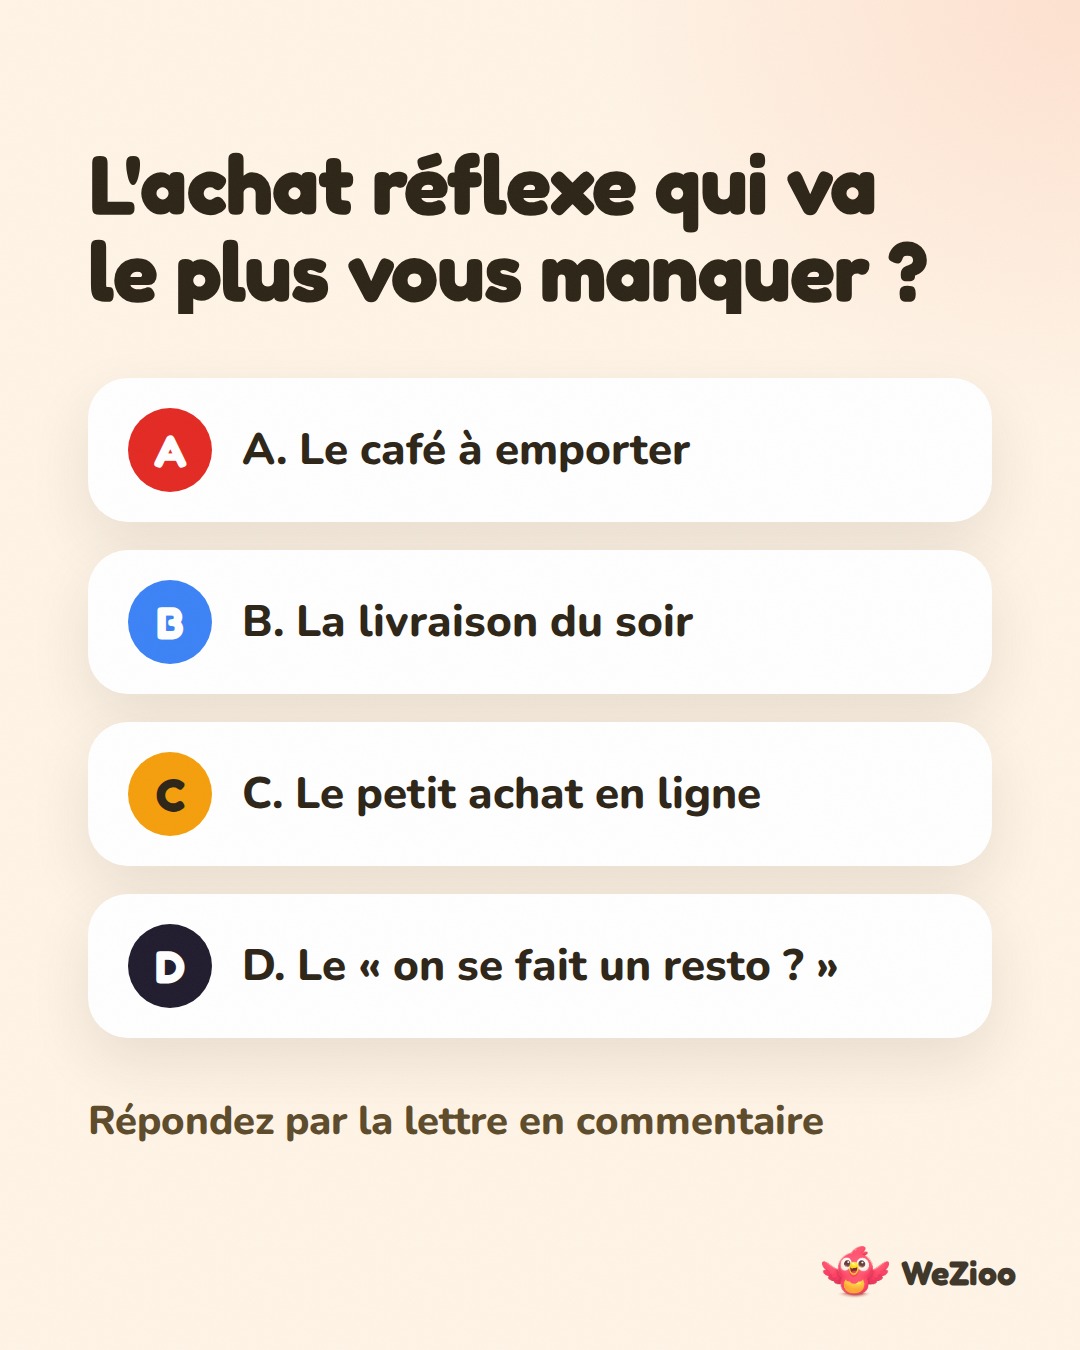 L'achat réflexe qui va
le plus vous manquer ?
A A. Le café à emporter
B B. La livraison du soir
C C. Le petit achat en ligne
D D. Le « on se fait un resto ? »
Répondez par la lettre en commentaire
WeZioo